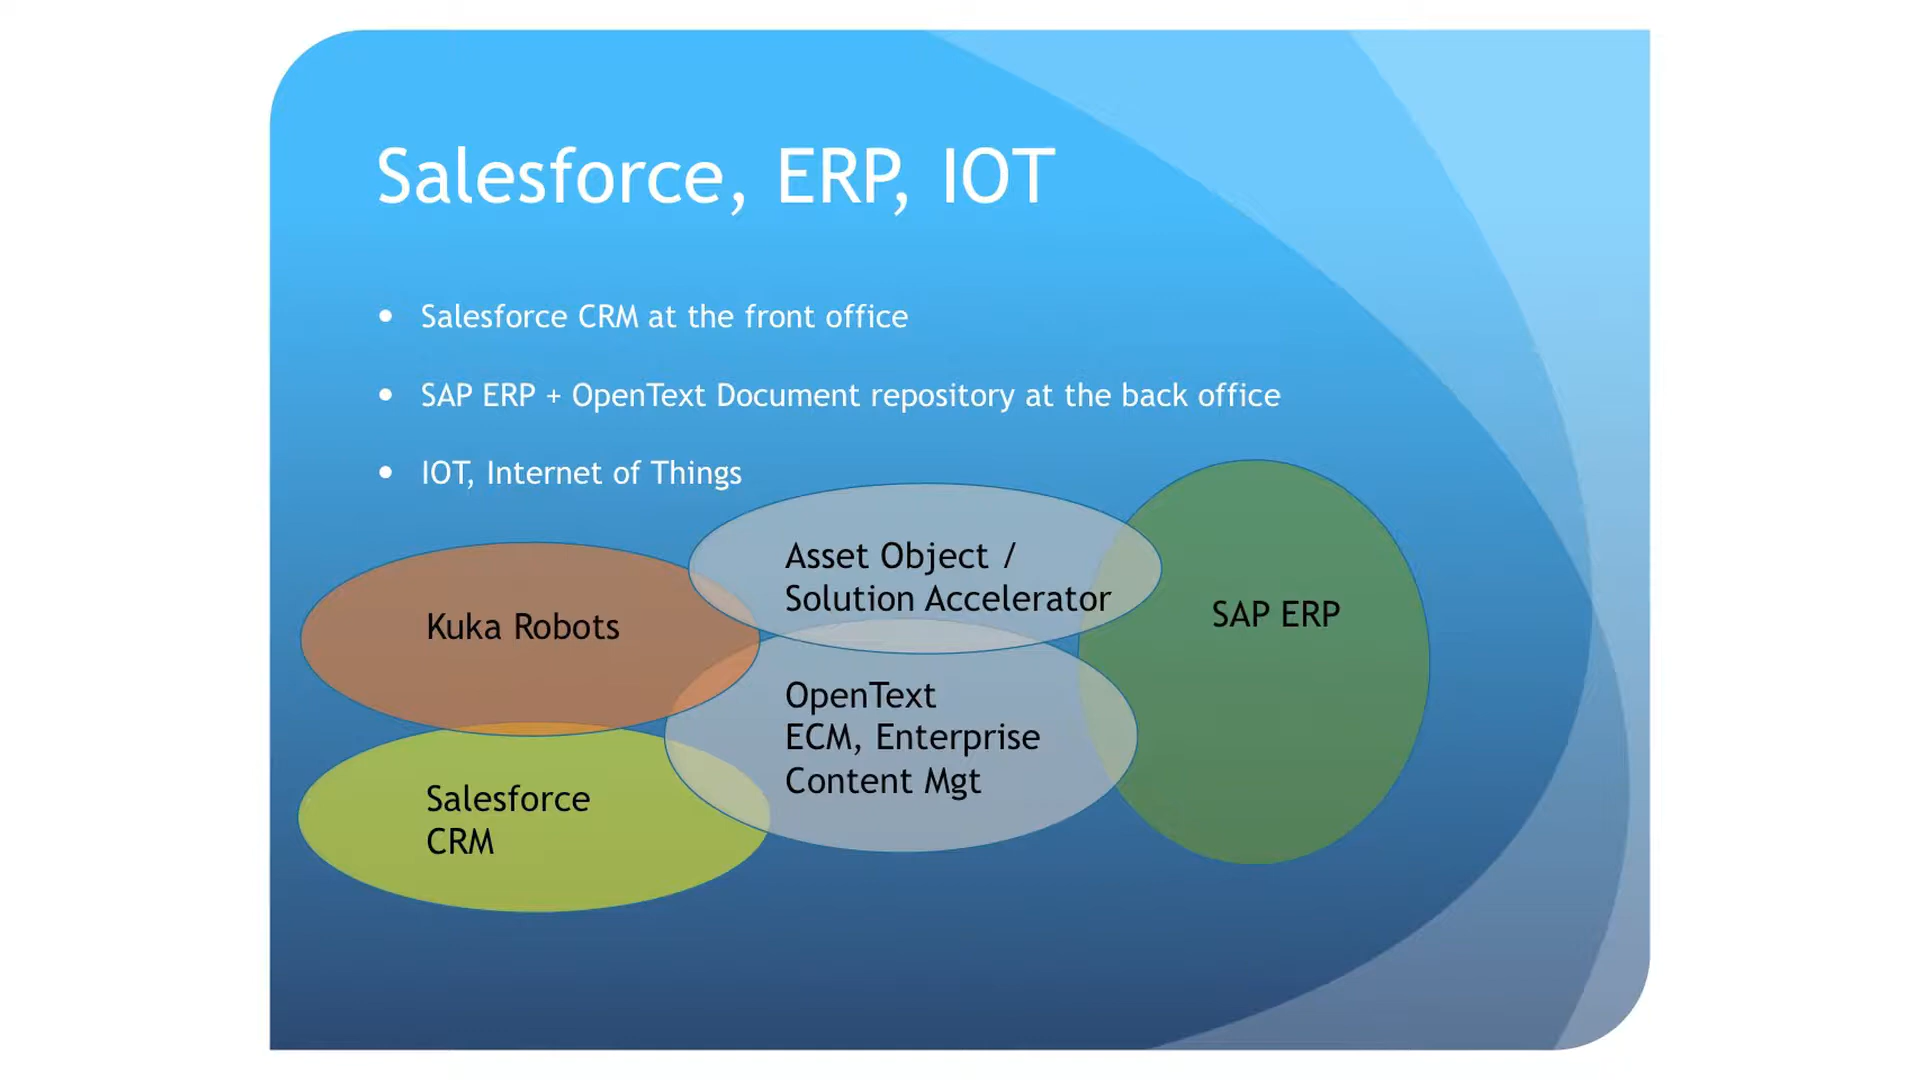 Salesforce, ERP, IOT
• Salesforce CRM at the front office
• SAP ERP + OpenText Document repository at the back office
• IOT, Internet of Things
Asset Object /
Solution Accelerator
Kuka Robots
SAP ERP
OpenText
ECM, Enterprise
Content Mgt
Salesforce
CRM